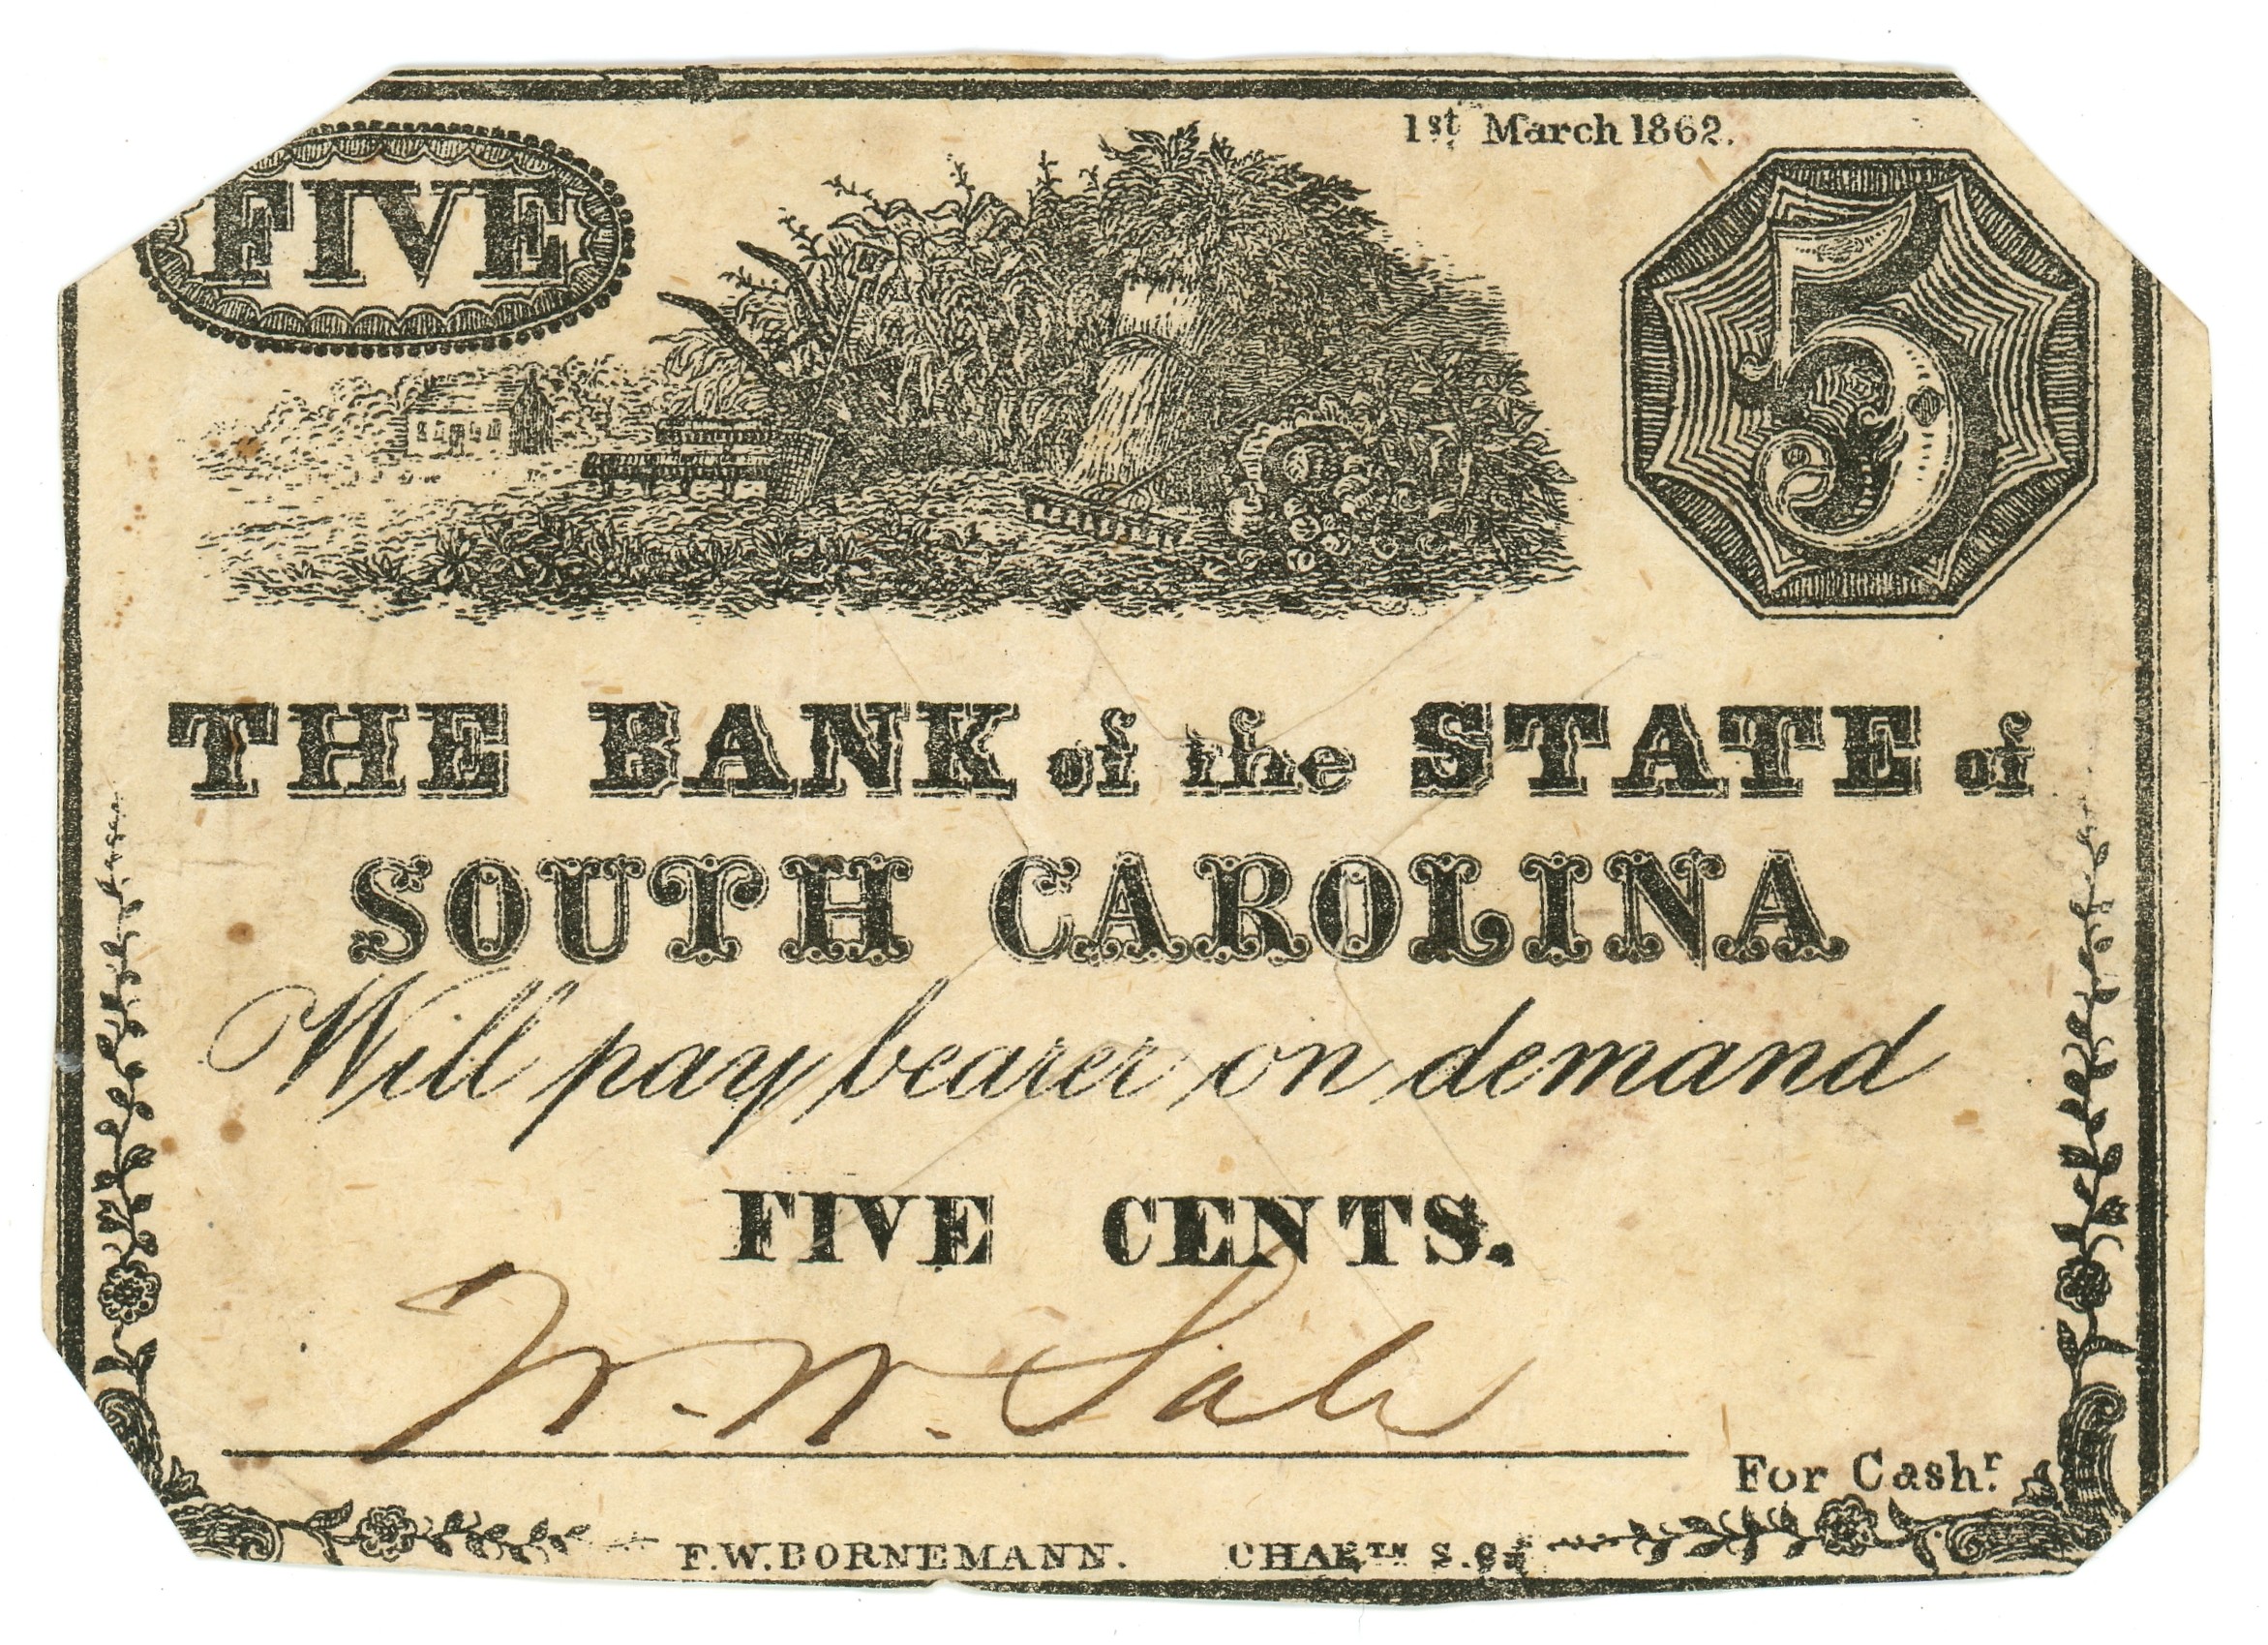 1st March 1862.
FIVE
5
THE BANK of the STATE of
SOUTH CAROLINA
Will pay bearer on demand
FIVE CENTS.
W. W. Sale
For Cashr.
F.W.BORNEMANN. CHARTN S.C.